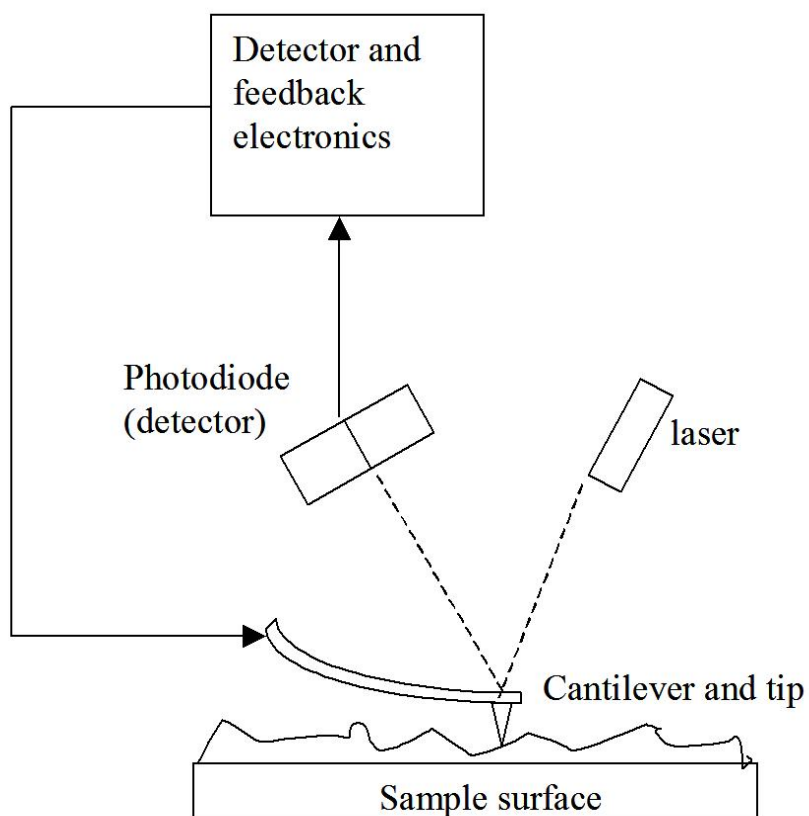 Detector and
feedback
electronics
Photodiode
(detector)
laser
Cantilever and tip
Sample surface